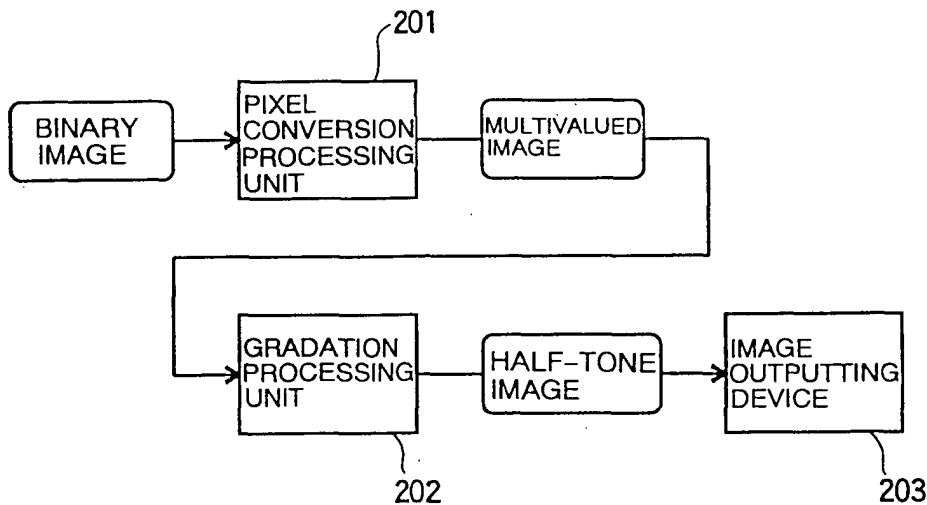 201
BINARY
IMAGE
PIXEL
CONVERSION
PROCESSING
UNIT
MULTIVALUED
IMAGE
GRADATION
PROCESSING
UNIT
HALF-TONE
IMAGE
IMAGE
OUTPUTTING
DEVICE
202
203